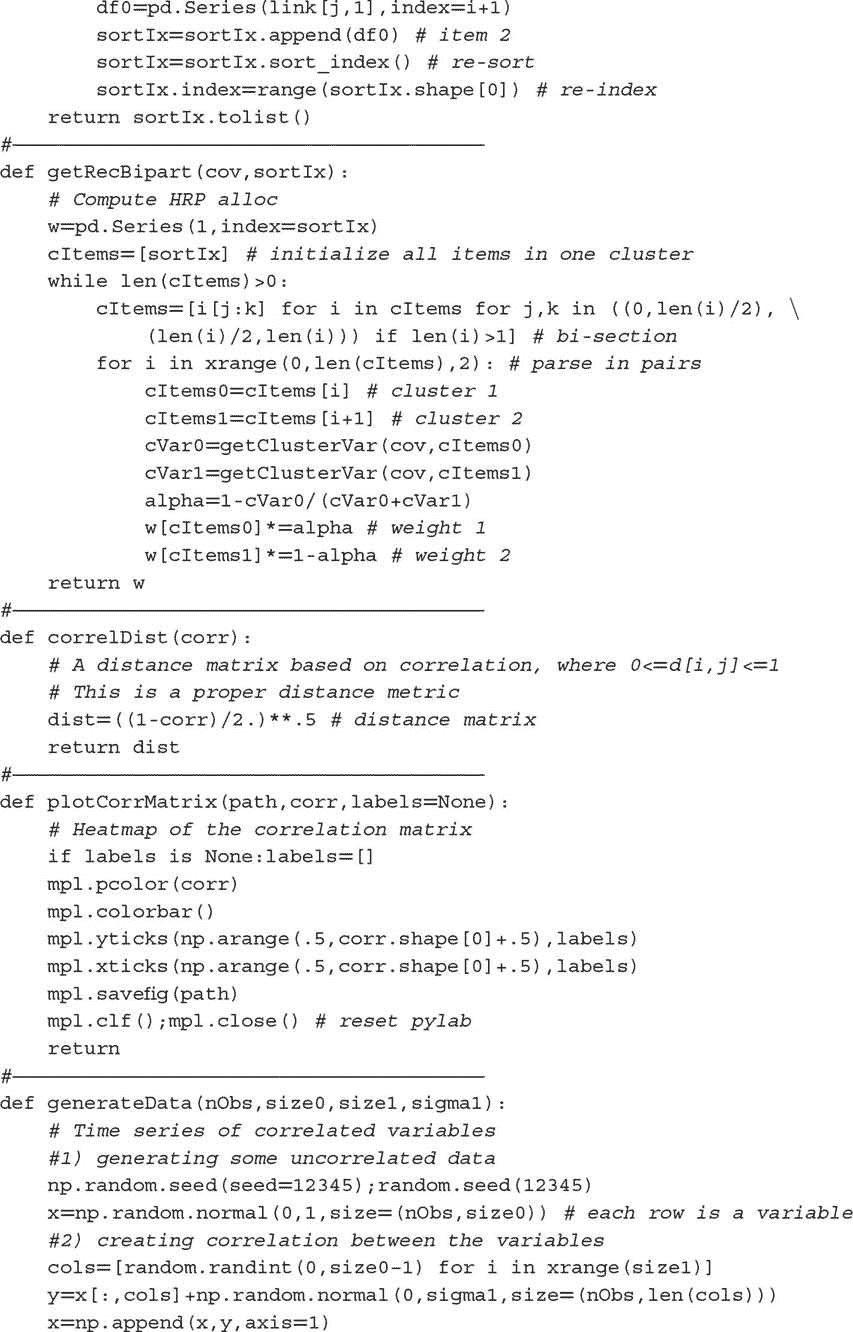 df0=pd.Series(link[j,1],index=i+1)
        sortIx=sortIx.append(df0) # item 2
        sortIx=sortIx.sort_index() # re-sort
        sortIx.index=range(sortIx.shape[0]) # re-index
    return sortIx.tolist()
#———————————————————————————————————————
def getRecBipart(cov,sortIx):
    # Compute HRP alloc
    w=pd.Series(1,index=sortIx)
    cItems=[sortIx] # initialize all items in one cluster
    while len(cItems)>0:
        cItems=[i[j:k] for i in cItems for j,k in ((0,len(i)/2), \
            (len(i)/2,len(i))) if len(i)>1] # bi-section
        for i in xrange(0,len(cItems),2): # parse in pairs
            cItems0=cItems[i] # cluster 1
            cItems1=cItems[i+1] # cluster 2
            cVar0=getClusterVar(cov,cItems0)
            cVar1=getClusterVar(cov,cItems1)
            alpha=1-cVar0/(cVar0+cVar1)
            w[cItems0]*=alpha # weight 1
            w[cItems1]*=1-alpha # weight 2
    return w
#———————————————————————————————————————
def correlDist(corr):
    # A distance matrix based on correlation, where 0<=d[i,j]<=1
    # This is a proper distance metric
    dist=((1-corr)/2.)**.5 # distance matrix
    return dist
#———————————————————————————————————————
def plotCorrMatrix(path,corr,labels=None):
    # Heatmap of the correlation matrix
    if labels is None:labels=[]
    mpl.pcolor(corr)
    mpl.colorbar()
    mpl.yticks(np.arange(.5,corr.shape[0]+.5),labels)
    mpl.xticks(np.arange(.5,corr.shape[0]+.5),labels)
    mpl.savefig(path)
    mpl.clf();mpl.close() # reset pylab
    return
#———————————————————————————————————————
def generateData(nObs,size0,size1,sigma1):
    # Time series of correlated variables
    #1) generating some uncorrelated data
    np.random.seed(seed=12345);random.seed(12345)
    x=np.random.normal(0,1,size=(nObs,size0)) # each row is a variable
    #2) creating correlation between the variables
    cols=[random.randint(0,size0-1) for i in xrange(size1)]
    y=x[:,cols]+np.random.normal(0,sigma1,size=(nObs,len(cols)))
    x=np.append(x,y,axis=1)